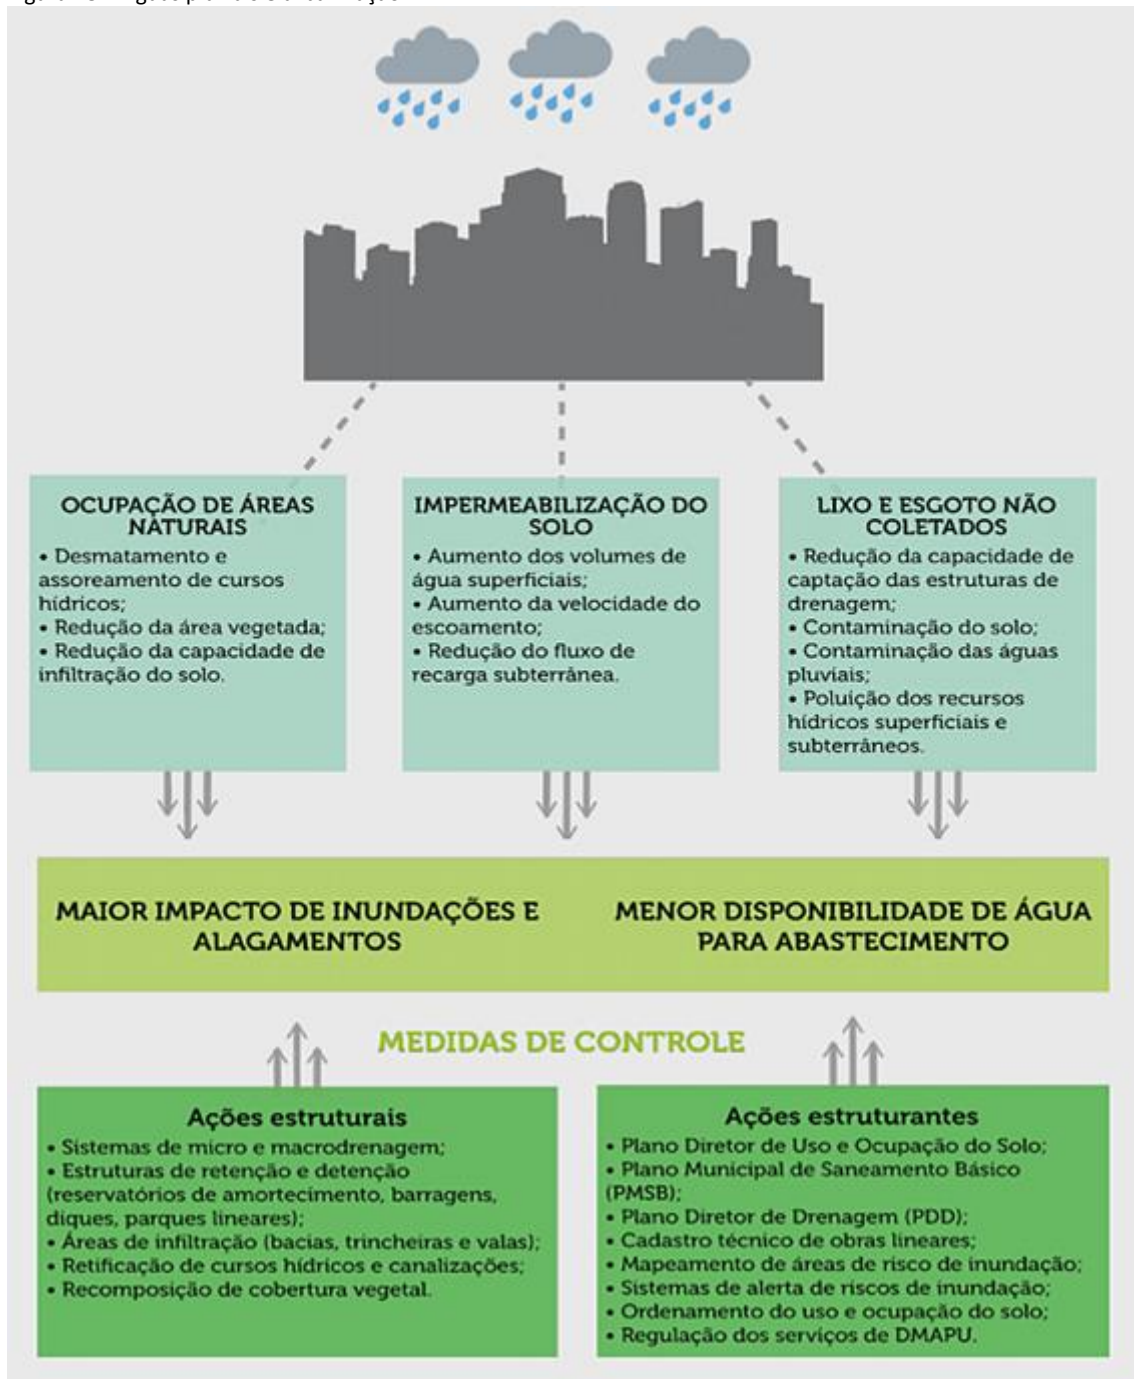 OCUPAÇÃO DE ÁREAS
NATURAIS
• Desmatamento e
assoreamento de cursos
hídricos;
• Redução da área vegetada;
• Redução da capacidade de
infiltração do solo.
IMPERMEABILIZAÇÃO DO
SOLO
• Aumento dos volumes de
água superficiais;
• Aumento da velocidade do
escoamento;
• Redução do fluxo de
recarga subterrânea.
LIXO E ESGOTO NÃO
COLETADOS
• Redução da capacidade de
captação das estruturas de
drenagem;
• Contaminação do solo;
• Contaminação das águas
pluviais;
• Poluição dos recursos
hídricos superficiais e
subterrâneos.
MAIOR IMPACTO DE INUNDAÇÕES E
ALAGAMENTOS
MENOR DISPONIBILIDADE DE ÁGUA
PARA ABASTECIMENTO
MEDIDAS DE CONTROLE
Ações estruturais
• Sistemas de micro e macrodrenagem;
• Estruturas de retenção e detenção
(reservatórios de amortecimento, barragens,
diques, parques lineares);
• Áreas de infiltração (bacias, trincheiras e valas);
• Retificação de cursos hídricos e canalizações;
• Recomposição de cobertura vegetal.
Ações estruturantes
• Plano Diretor de Uso e Ocupação do Solo;
• Plano Municipal de Saneamento Básico
(PMSB);
• Plano Diretor de Drenagem (PDD);
• Cadastro técnico de obras lineares;
• Mapeamento de áreas de risco de inundação;
• Sistemas de alerta de riscos de inundação;
• Ordenamento do uso e ocupação do solo;
• Regulação dos serviços de DMAPU.